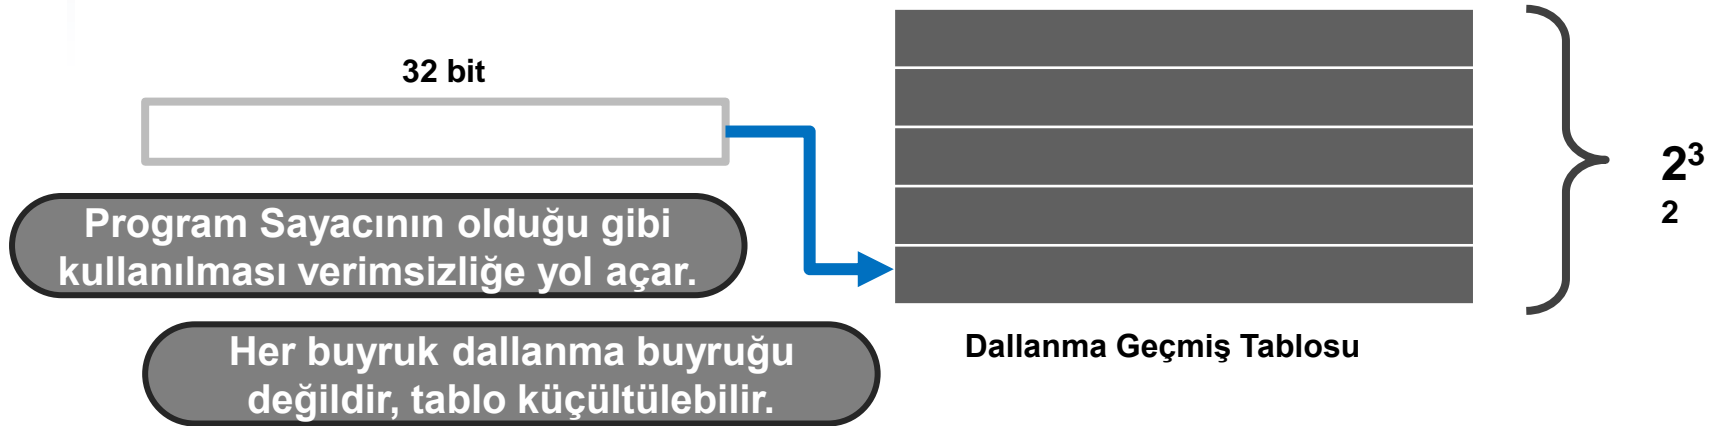 32 bit
Program Sayacının olduğu gibi
kullanılması verimsizliğe yol açar.
Her buyruk dallanma buyruğu
değildir, tablo küçültülebilir.
Dallanma Geçmiş Tablosu
2³
2